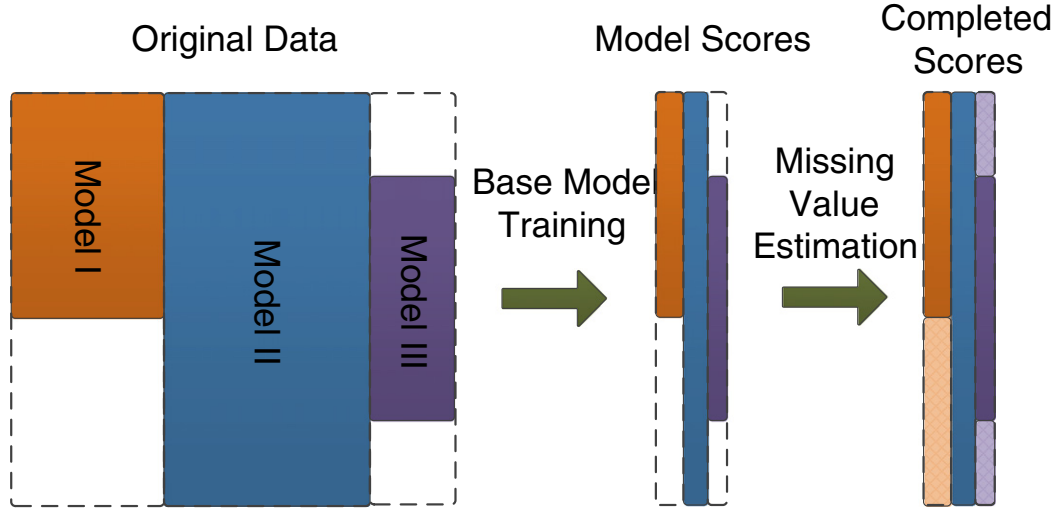 Original Data
Model I
Model II
Model III
Base Model
Training
Model Scores
Missing
Value
Estimation
Completed
Scores